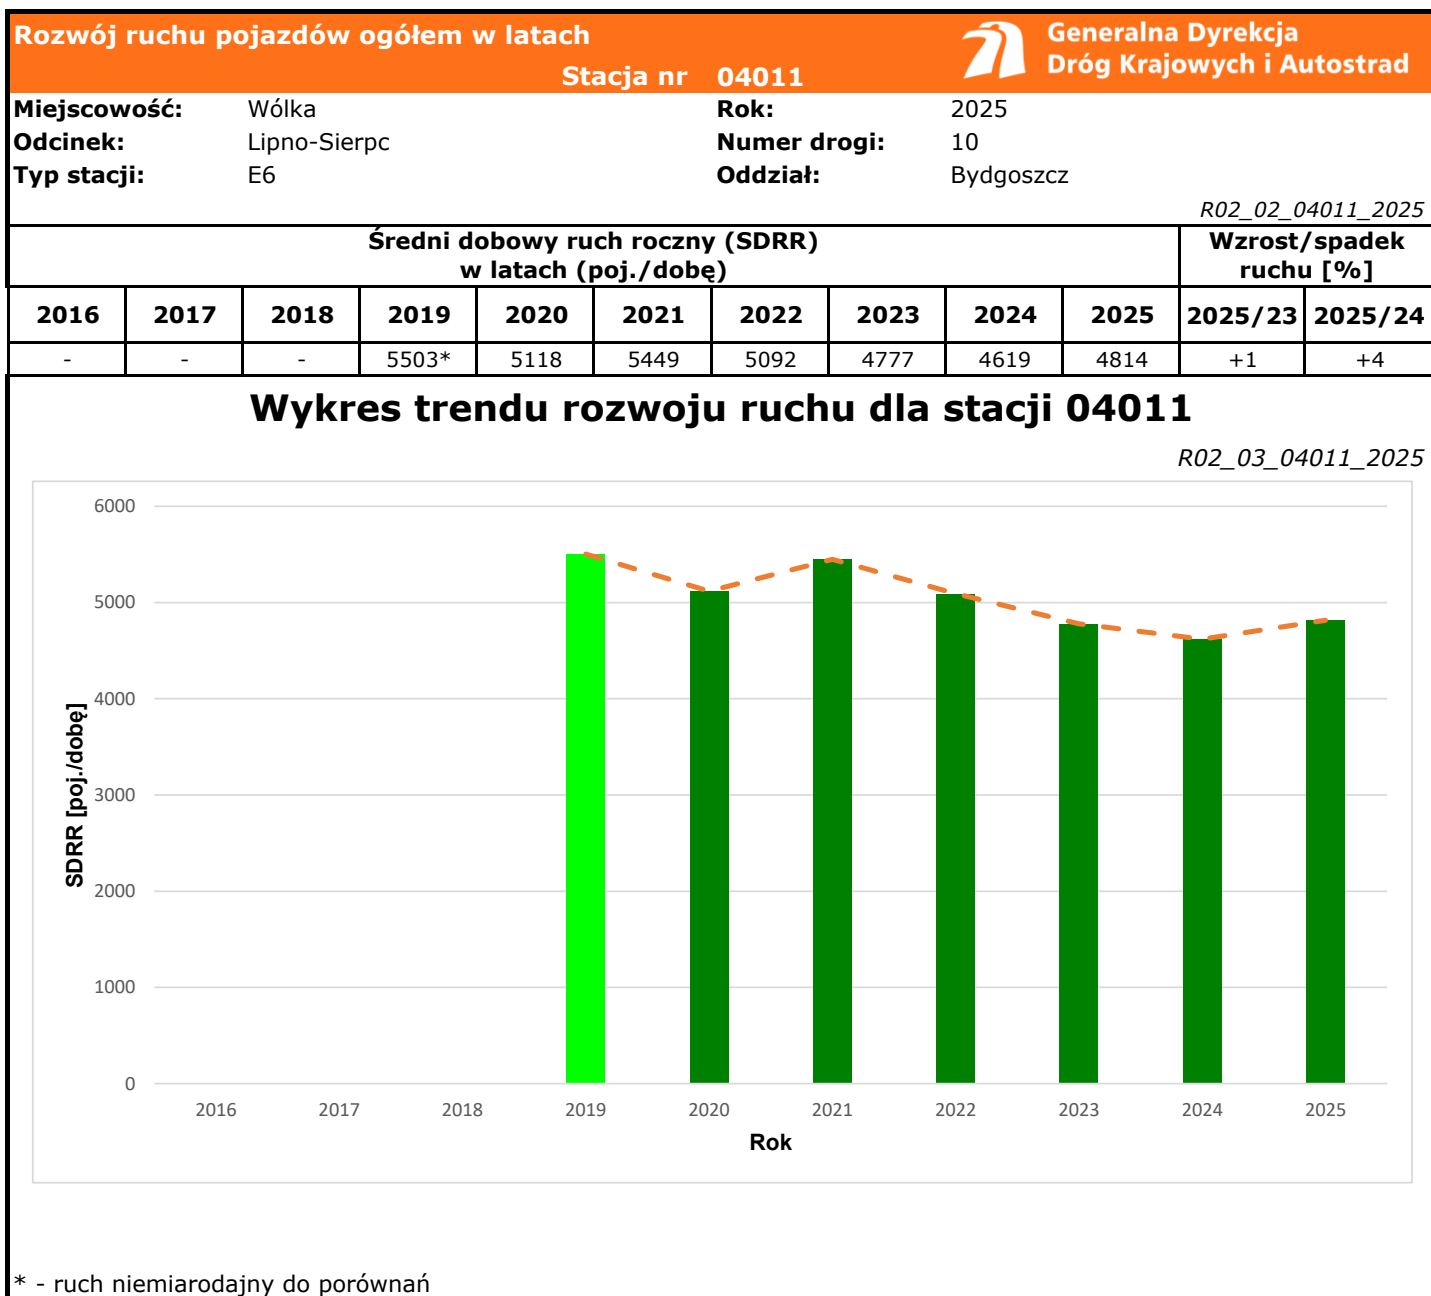 Rozwój ruchu pojazdów ogółem w latach
Generalna Dyrekcja
Dróg Krajowych i Autostrad
Stacja nr 04011
Miejscowość: Wólka Rok: 2025
Odcinek: Lipno-Sierpc Numer drogi: 10
Typ stacji: E6 Oddział: Bydgoszcz
R02_02_04011_2025
Średni dobowy ruch roczny (SDRR)
w latach (poj./dobę)
Wzrost/spadek
ruchu [%]
2016 2017 2018 2019 2020 2021 2022 2023 2024 2025 2025/23 2025/24
- - - 5503* 5118 5449 5092 4777 4619 4814 +1 +4
Wykres trendu rozwoju ruchu dla stacji 04011
R02_03_04011_2025
6000
5000
4000
3000
2000
1000
0
SDRR [poj./dobę]
2016 2017 2018 2019 2020 2021 2022 2023 2024 2025
Rok
* - ruch niemiarodajny do porównań